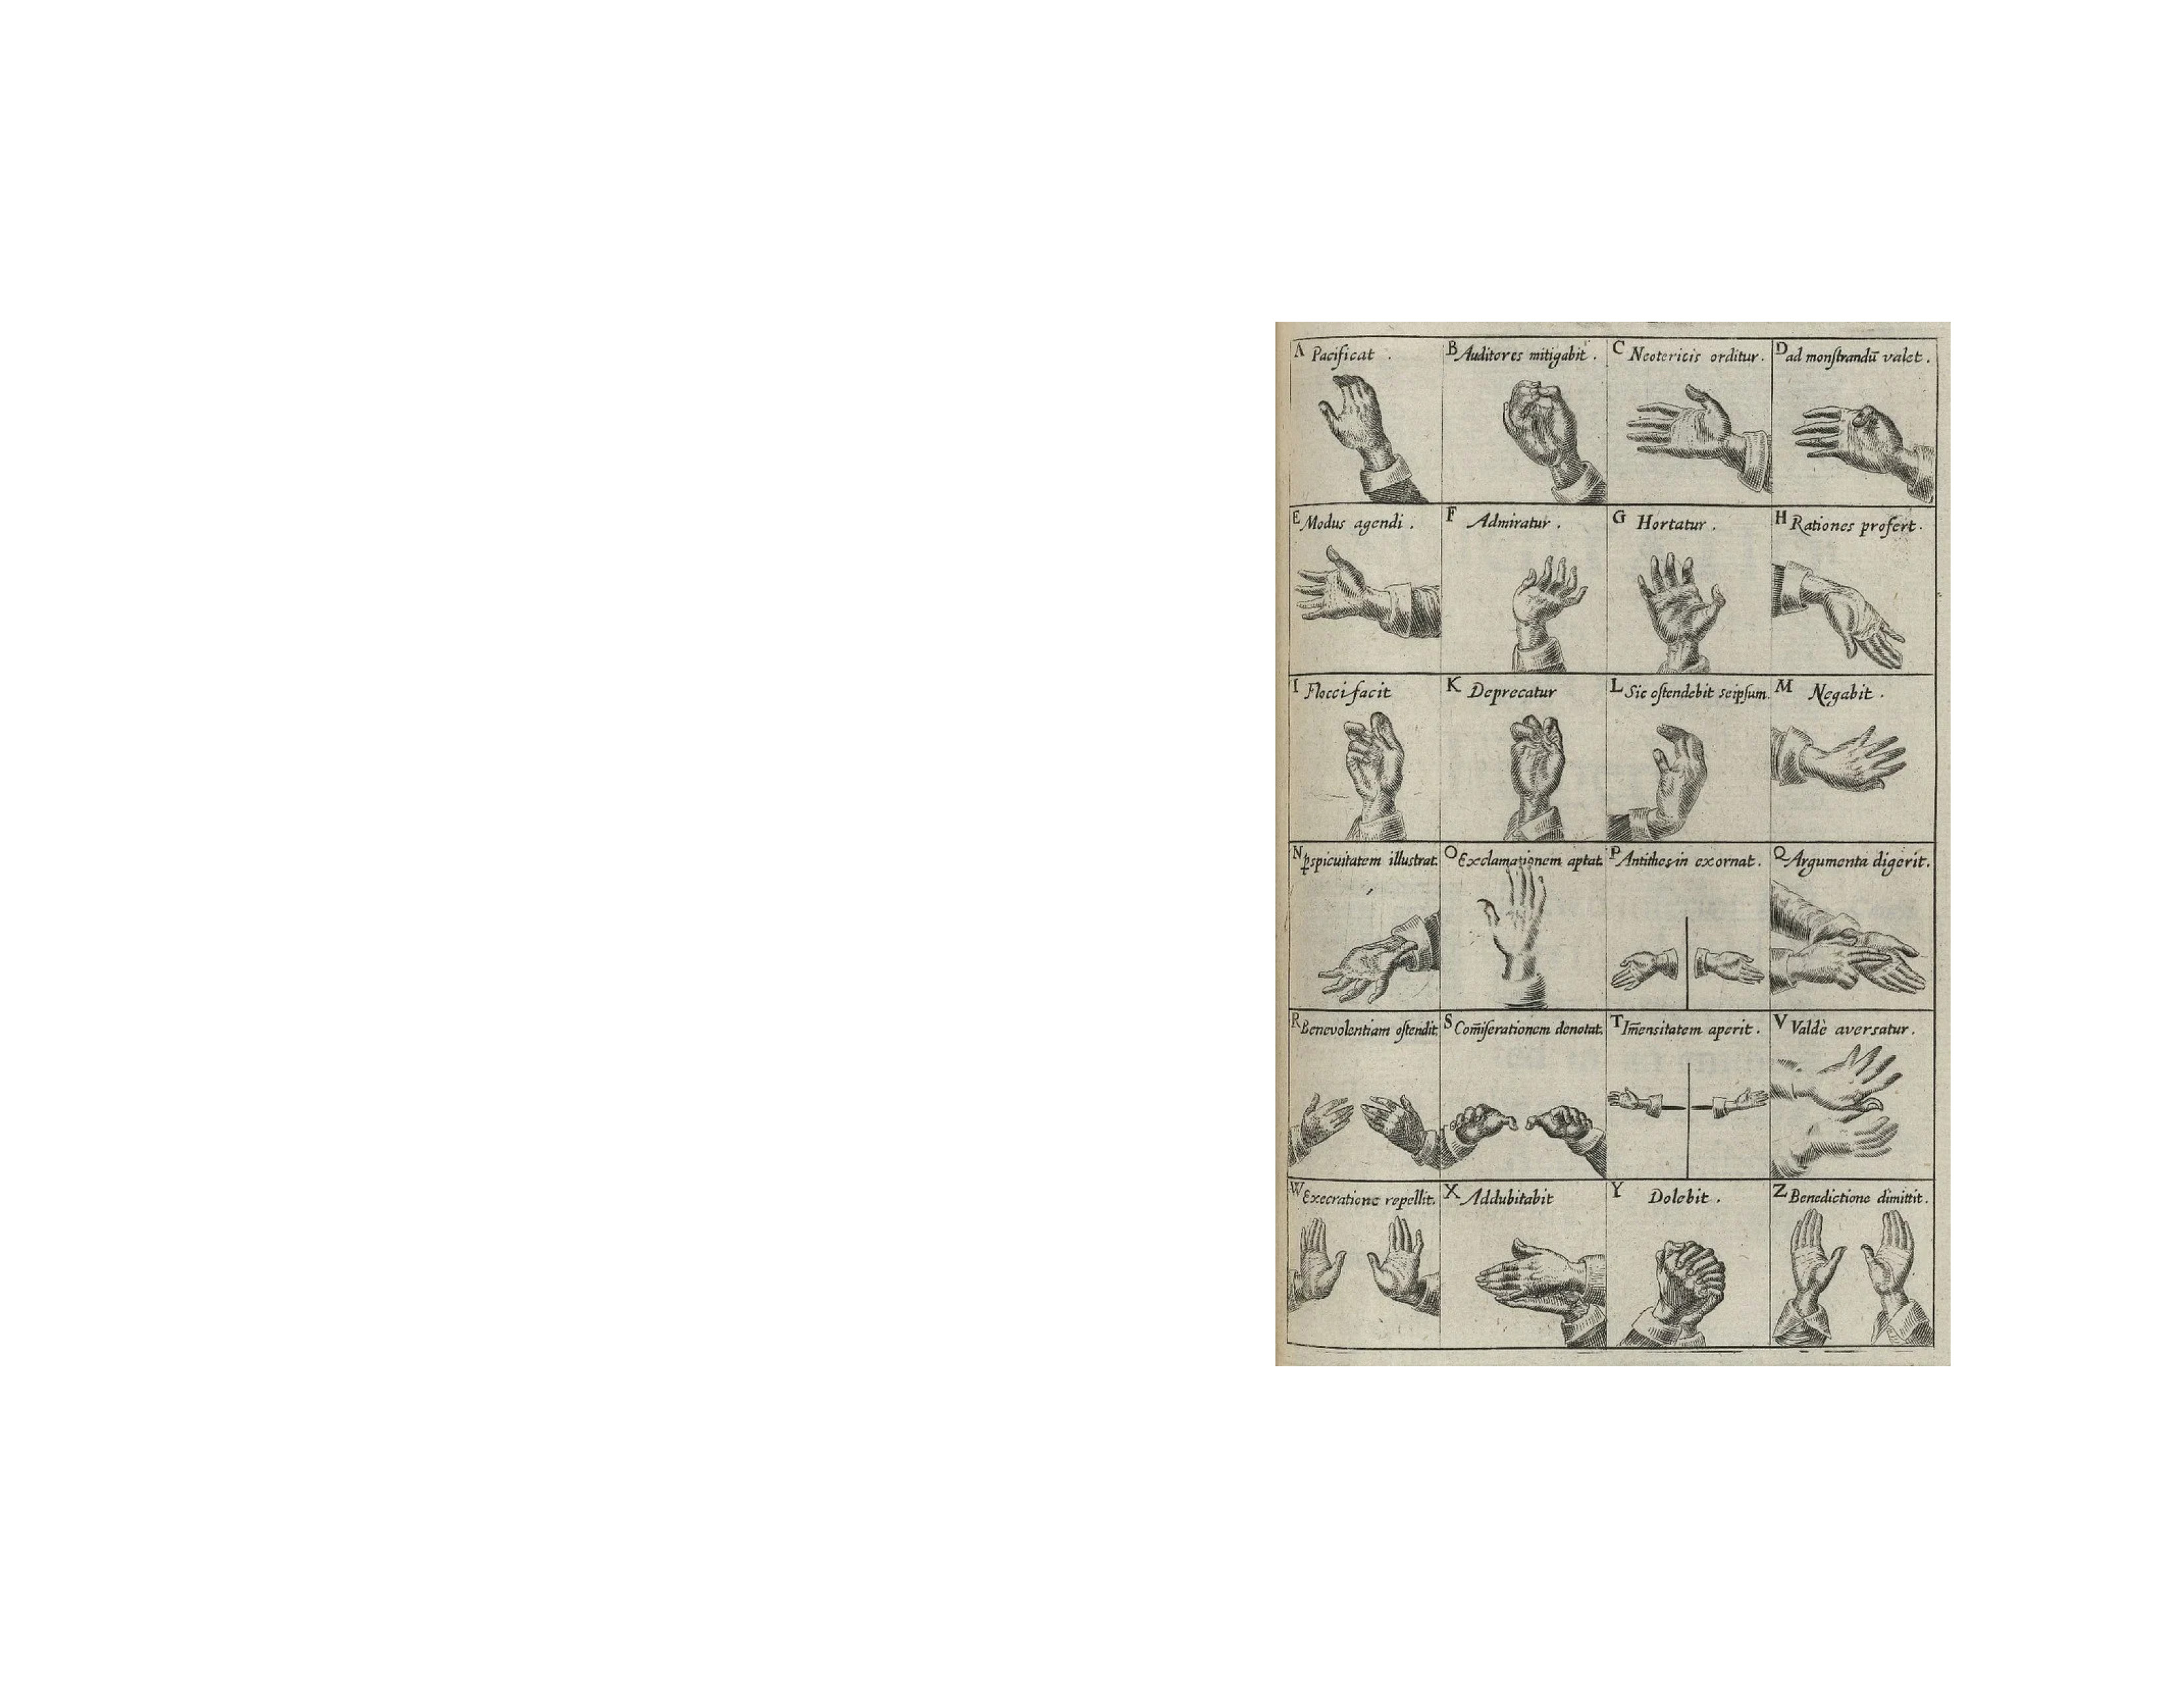 A Pacificat .
B Auditores mitigabit .
C Neotericis orditur .
D ad monſtrandū valet .
E Modus agendi .
F Admiratur .
G Hortatur .
H Rationes profert .
I Flocci facit
K Deprecatur
L Sic oſtendebit seipſum .
M Negabit .
N ꝑspicuitatem illustrat .
O Exclamationem aptat .
P Antithesin exornat .
Q Argumenta digerit .
R Benevolentiam oſtendit .
S Com̄iſerationem denotat .
T Im̄ensitatem aperit .
V Valdè aversatur .
W Execratione repellit .
X Addubitabit
Y Dolebit .
Z Benedictione dimittit .